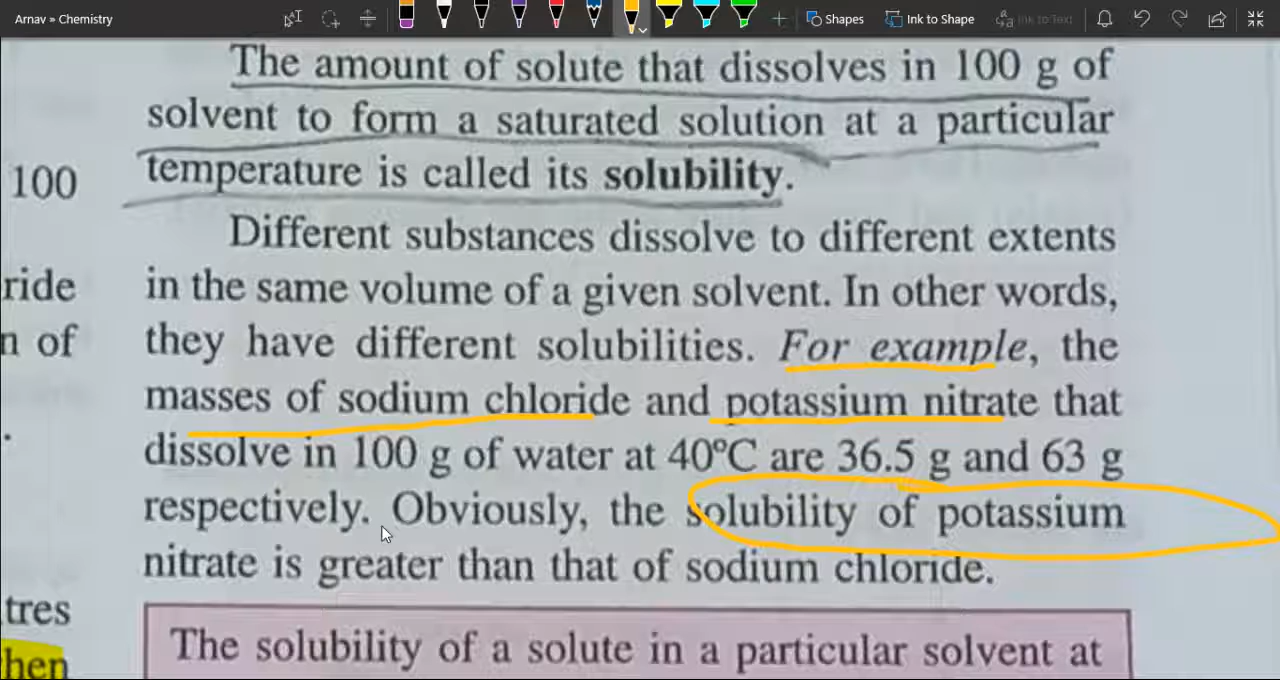 Arnav » Chemistry
Shapes
Ink to Shape
Ink to Text
The amount of solute that dissolves in 100 g of
solvent to form a saturated solution at a particular
100
temperature is called its solubility.
Different substances dissolve to different extents
ride
in the same volume of a given solvent. In other words,
n of
they have different solubilities. For example, the
masses of sodium chloride and potassium nitrate that
dissolve in 100 g of water at 40ºC are 36.5 g and 63 g
respectively. Obviously, the solubility of potassium
nitrate is greater than that of sodium chloride.
tres
hen
The solubility of a solute in a particular solvent at